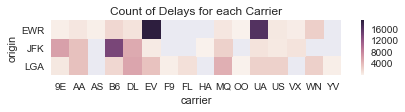 Count of Delays for each Carrier
origin
EWR
JFK
LGA
9E AA AS B6 DL EV F9 FL HA MQ OO UA US VX WN YV
carrier
16000
12000
8000
4000